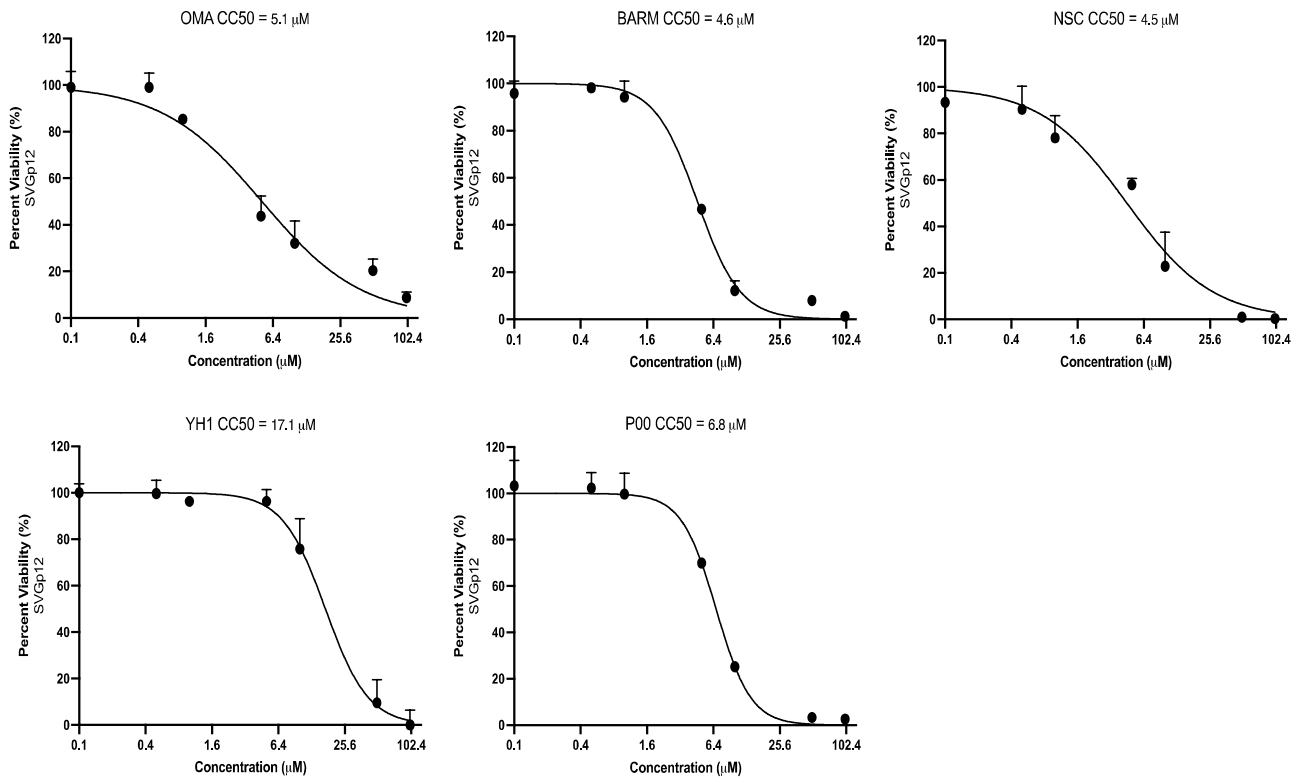 OMA CC50 = 5.1 μM
120
100
80
60
40
20
0
Percent Viability (%)
SVGp12
0.1 0.4 1.6 6.4 25.6 102.4
Concentration (μM)
BARM CC50 = 4.6 μM
120
100
80
60
40
20
0
Percent Viability (%)
SVGp12
0.1 0.4 1.6 6.4 25.6 102.4
Concentration (μM)
NSC CC50 = 4.5 μM
120
100
80
60
40
20
0
Percent Viability (%)
SVGp12
0.1 0.4 1.6 6.4 25.6 102.4
Concentration (μM)
YH1 CC50 = 17.1 μM
120
100
80
60
40
20
0
Percent Viability (%)
SVGp12
0.1 0.4 1.6 6.4 25.6 102.4
Concentration (μM)
P00 CC50 = 6.8 μM
120
100
80
60
40
20
0
Percent Viability (%)
SVGp12
0.1 0.4 1.6 6.4 25.6 102.4
Concentration (μM)